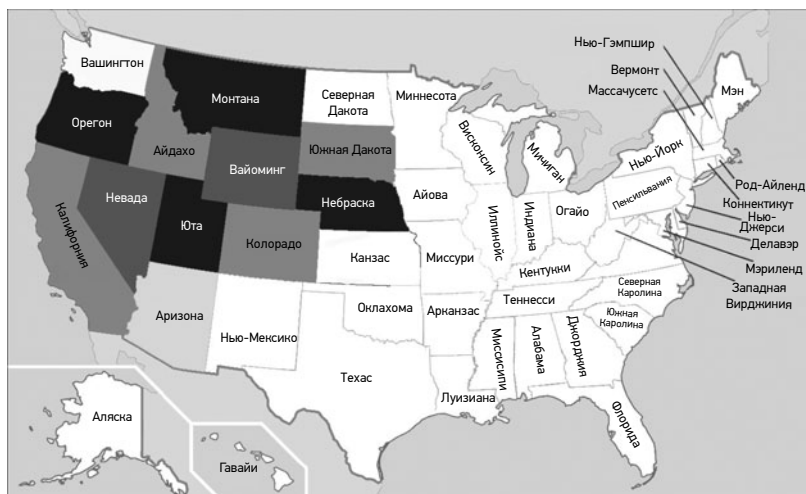 Нью-Гэмпшир
Вермонт
Массачусетс
Мэн
Вашингтон
Монтана
Северная
Дакота
Миннесота
Орегон
Айдахо
Южная Дакота
Висконсин
Мичиган
Нью-Йорк
Вайоминг
Род-Айленд
Коннектикут
Невада
Небраска
Айова
Пенсильвания
Нью-
Джерси
Юта
Иллинойс
Индиана
Огайо
Делавэр
Калифорния
Колорадо
Канзас
Миссури
Кентукки
Мэриленд
Западная
Вирджиния
Северная
Каролина
Аризона
Оклахома
Теннесси
Арканзас
Южная
Каролина
Нью-Мексико
Миссисипи
Алабама
Джорджия
Техас
Луизиана
Флорида
Аляска
Гавайи